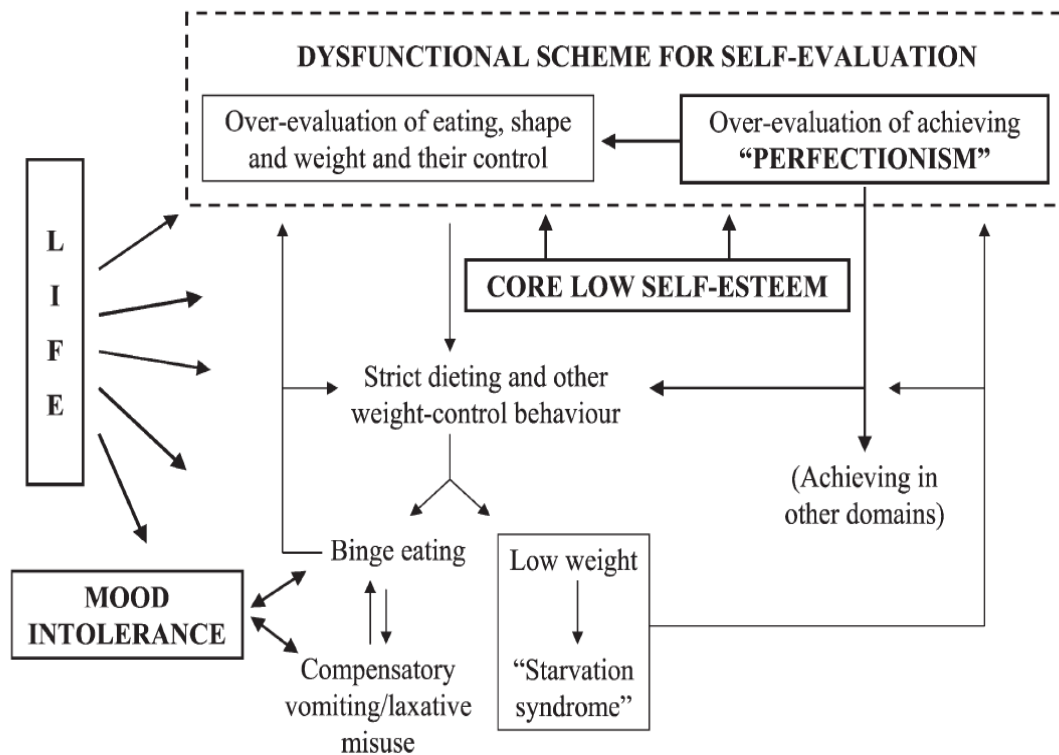 DYSFUNCTIONAL SCHEME FOR SELF-EVALUATION
Over-evaluation of eating, shape
and weight and their control
Over-evaluation of achieving
“PERFECTIONISM”
L
I
F
E
CORE LOW SELF-ESTEEM
Strict dieting and other
weight-control behaviour
(Achieving in
other domains)
Binge eating
Low weight
MOOD
INTOLERANCE
Compensatory
vomiting/laxative
misuse
“Starvation
syndrome”